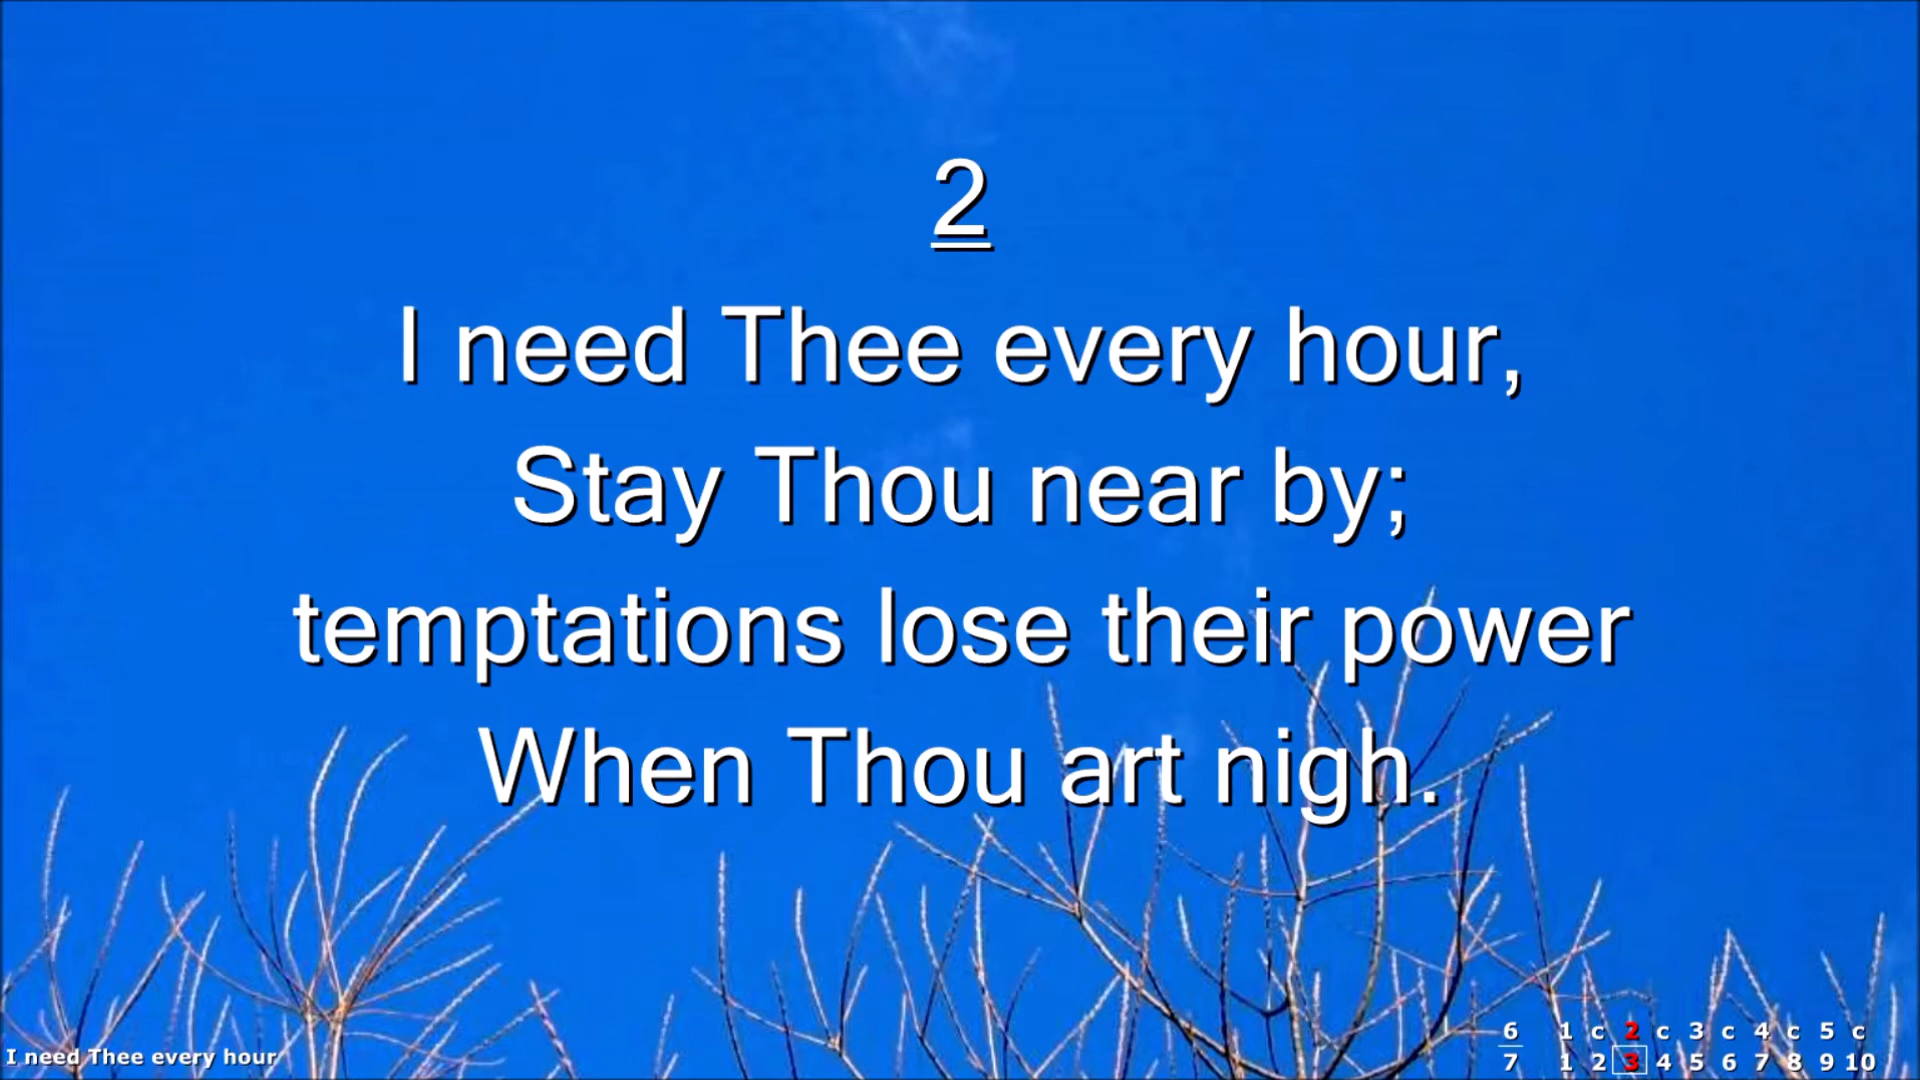 2
I need Thee every hour,
Stay Thou near by;
temptations lose their power
When Thou art nigh.
I need Thee every hour
6 1 c 2 c 3 c 4 c 5 c
7 1 2 3 4 5 6 7 8 9 10